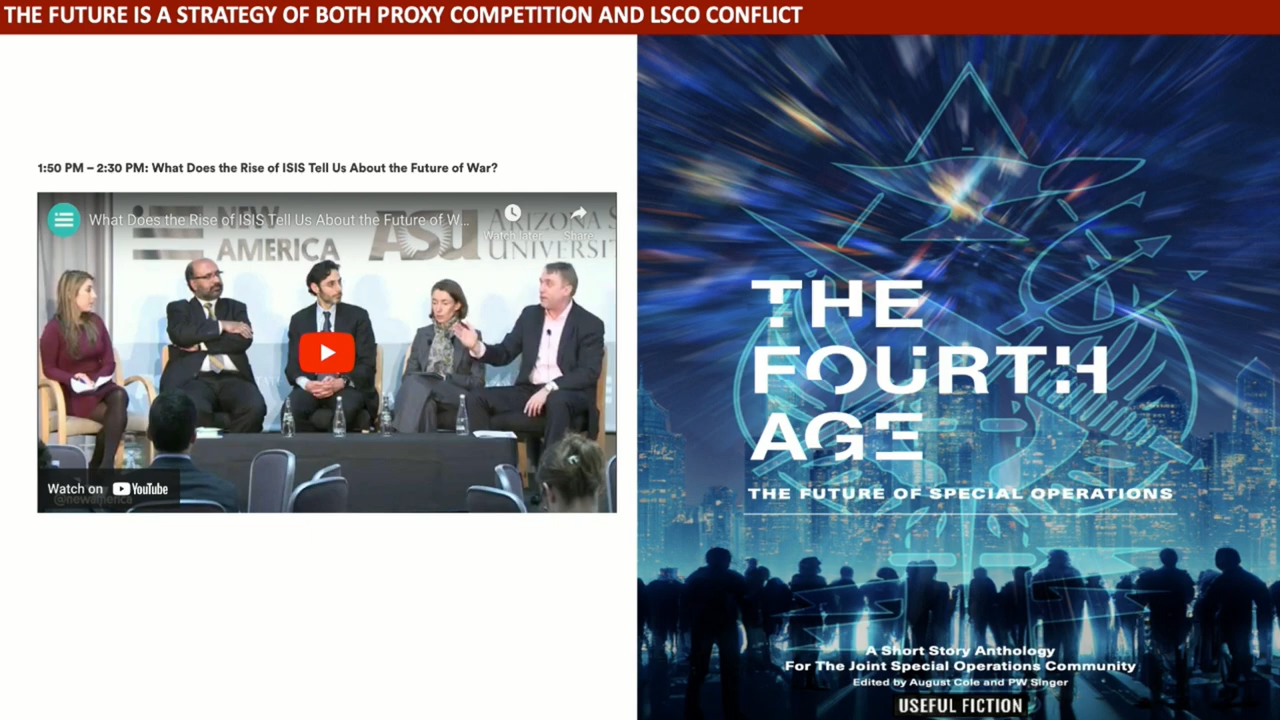 THE FUTURE IS A STRATEGY OF BOTH PROXY COMPETITION AND LSCO CONFLICT
1:50 PM – 2:30 PM: What Does the Rise of ISIS Tell Us About the Future of War?
What Does the Rise of ISIS Tell Us About the Future of W...
Watch later
Share
NEW
AMERICA
ASU
ARIZONA S
UNIVERSIT
Watch on YouTube
@newamerica
THE
FOURTH
AGE
THE FUTURE OF SPECIAL OPERATIONS
A Short Story Anthology
For The Joint Special Operations Community
Edited by August Cole and PW Singer
USEFUL FICTION